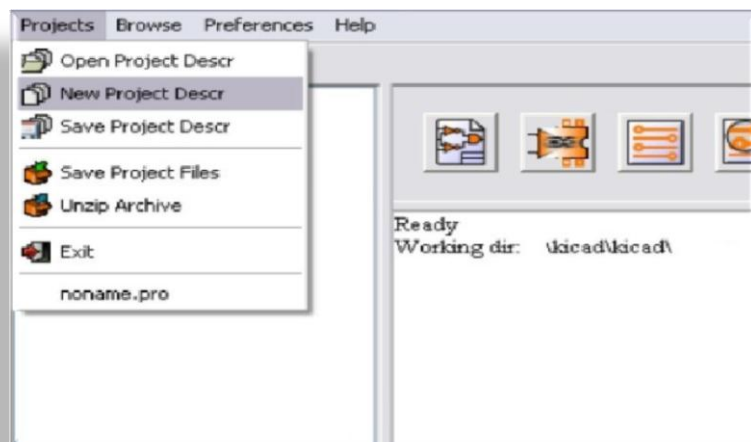 Projects Browse Preferences Help
Open Project Descr
New Project Descr
Save Project Descr
Save Project Files
Unzip Archive
Exit
noname.pro
Ready
Working dir: \kicad\kicad\